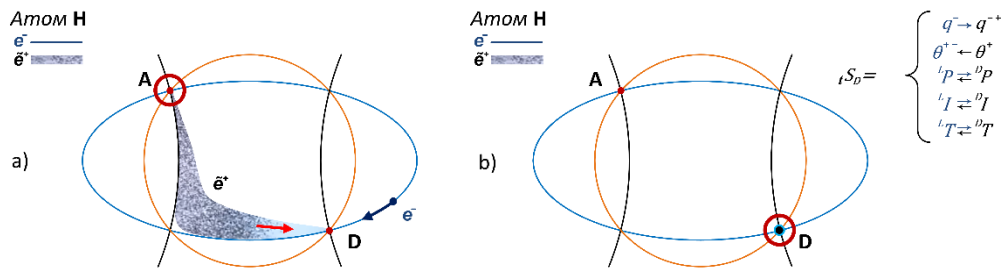 Атом H
e⁻
ẽ⁺
A
a)
ẽ⁺
e⁻
D
Атом H
e⁻
ẽ⁺
A
b)
D
ₜS_D =
q⁻ → q⁻⁺
θ⁺⁻ ← θ⁺
ᴸP ⇄ ᴰP
ᴸI ⇄ ᴰI
ᴸT ⇄ ᴰT